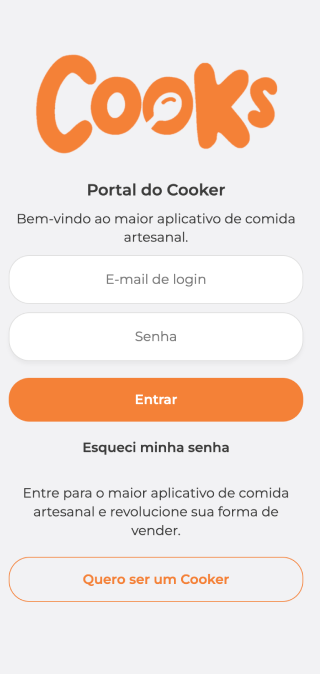 Cooks
Portal do Cooker
Bem-vindo ao maior aplicativo de comida
artesanal.
E-mail de login
Senha
Entrar
Esqueci minha senha
Entre para o maior aplicativo de comida
artesanal e revolucione sua forma de
vender.
Quero ser um Cooker